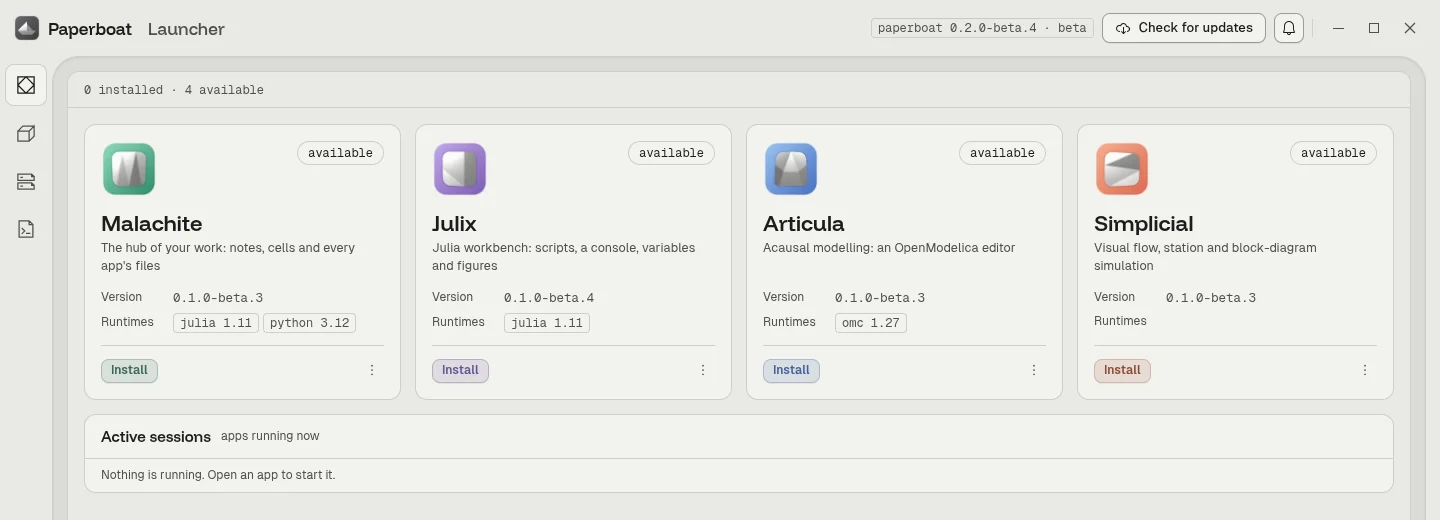 Paperboat Launcher
paperboat 0.2.0-beta.4 · beta
Check for updates
0 installed · 4 available
available
Malachite
The hub of your work: notes, cells and every
app's files
Version 0.1.0-beta.3
Runtimes julia 1.11 python 3.12
Install
available
Julix
Julia workbench: scripts, a console, variables
and figures
Version 0.1.0-beta.4
Runtimes julia 1.11
Install
available
Articula
Acausal modelling: an OpenModelica editor
Version 0.1.0-beta.3
Runtimes omc 1.27
Install
available
Simplicial
Visual flow, station and block-diagram
simulation
Version 0.1.0-beta.3
Runtimes
Install
Active sessions apps running now
Nothing is running. Open an app to start it.